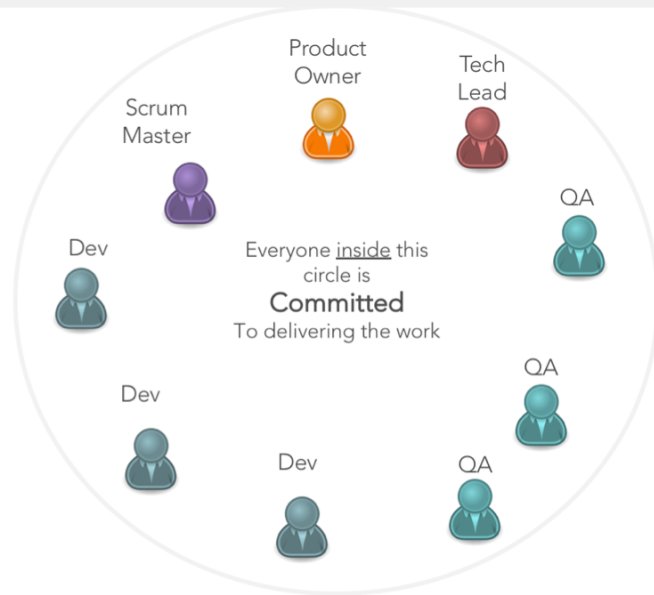 Product
Owner
Tech
Lead
Scrum
Master
QA
Dev
Everyone inside this
circle is
Committed
To delivering the work
QA
Dev
Dev
QA